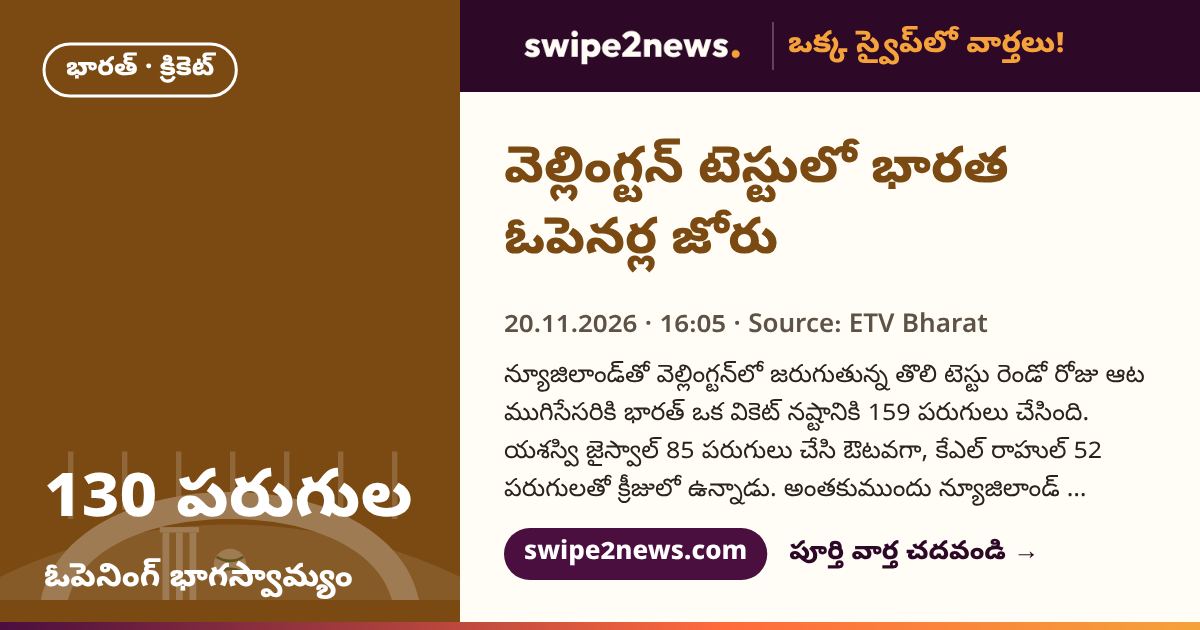 భారత్ · క్రికెట్
130 పరుగుల
ఓపెనింగ్ భాగస్వామ్యం
swipe2news.
ఒక్క స్వైప్‌లో వార్తలు!
వెల్లింగ్టన్ టెస్టులో భారత
ఓపెనర్ల జోరు
20.11.2026 · 16:05 · Source: ETV Bharat
న్యూజిలాండ్‌తో వెల్లింగ్టన్‌లో జరుగుతున్న తొలి టెస్టు రెండో రోజు ఆట
ముగిసేసరికి భారత్ ఒక వికెట్ నష్టానికి 159 పరుగులు చేసింది.
యశస్వి జైస్వాల్ 85 పరుగులు చేసి ఔటవగా, కేఎల్ రాహుల్ 52
పరుగులతో క్రీజులో ఉన్నాడు. అంతకుముందు న్యూజిలాండ్ ...
swipe2news.com
పూర్తి వార్త చదవండి →